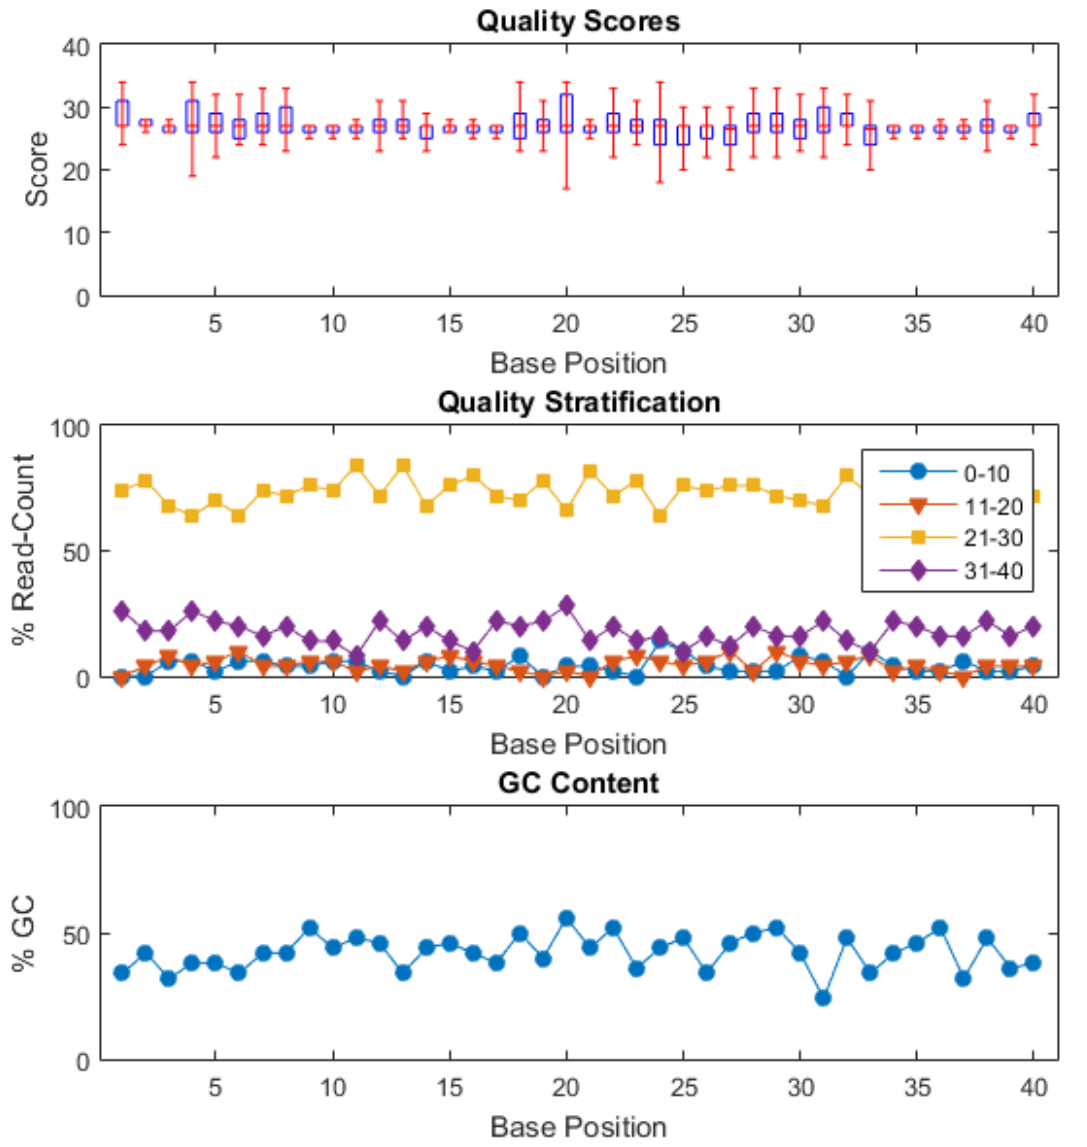 Quality Scores
40
30
20
10
0
Score
5 10 15 20 25 30 35 40
Base Position
Quality Stratification
100
50
0
% Read-Count
0-10
11-20
21-30
31-40
5 10 15 20 25 30 35 40
Base Position
GC Content
100
50
0
% GC
5 10 15 20 25 30 35 40
Base Position